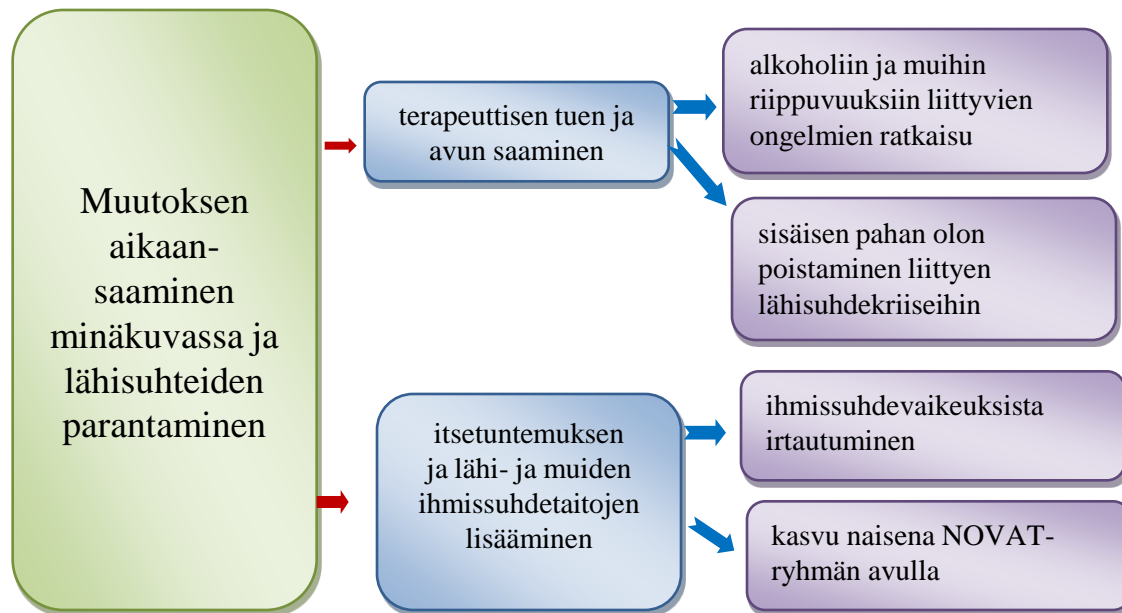 Muutoksen
aikaan-
saaminen
minäkuvassa ja
lähisuhteiden
parantaminen
terapeuttisen tuen ja
avun saaminen
alkoholiin ja muihin
riippuvuuksiin liittyvien
ongelmien ratkaisu
sisäisen pahan olon
poistaminen liittyen
lähisuhdekriiseihin
itsetuntemuksen
ja lähi- ja muiden
ihmissuhdetaitojen
lisääminen
ihmissuhdevaikeuksista
irtautuminen
kasvu naisena NOVAT-
ryhmän avulla